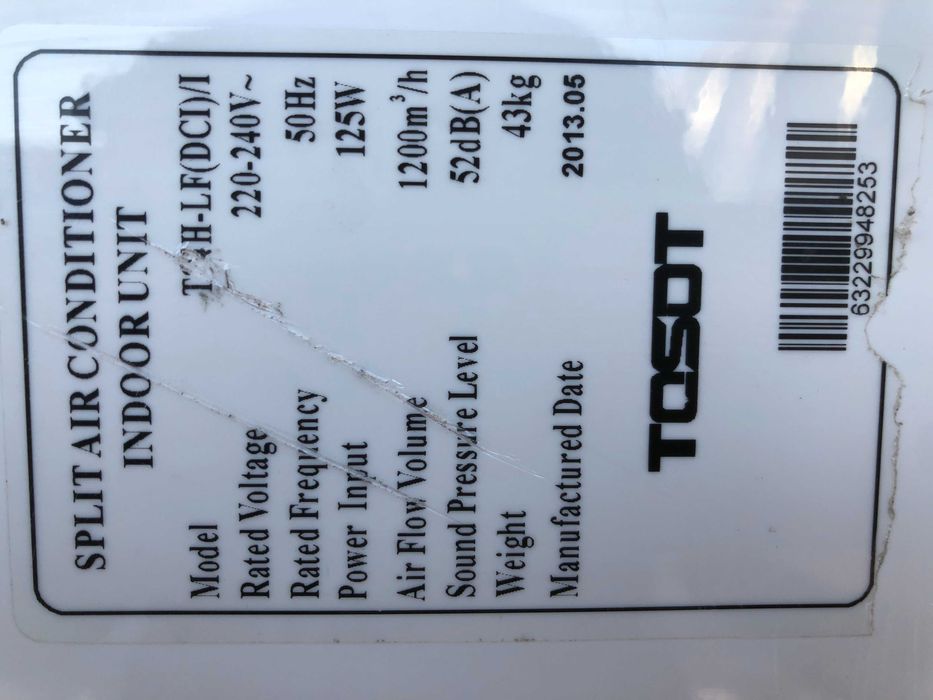 SPLIT AIR CONDITIONER
INDOOR UNIT
Model
Rated Voltage 220-240V~
Rated Frequency 50Hz
Power Input 125W
Air Flow Volume 1200m³/h
Sound Pressure Level 52dB(A)
Weight 43kg
Manufactured Date 2013.05
TOSOT
63229948253